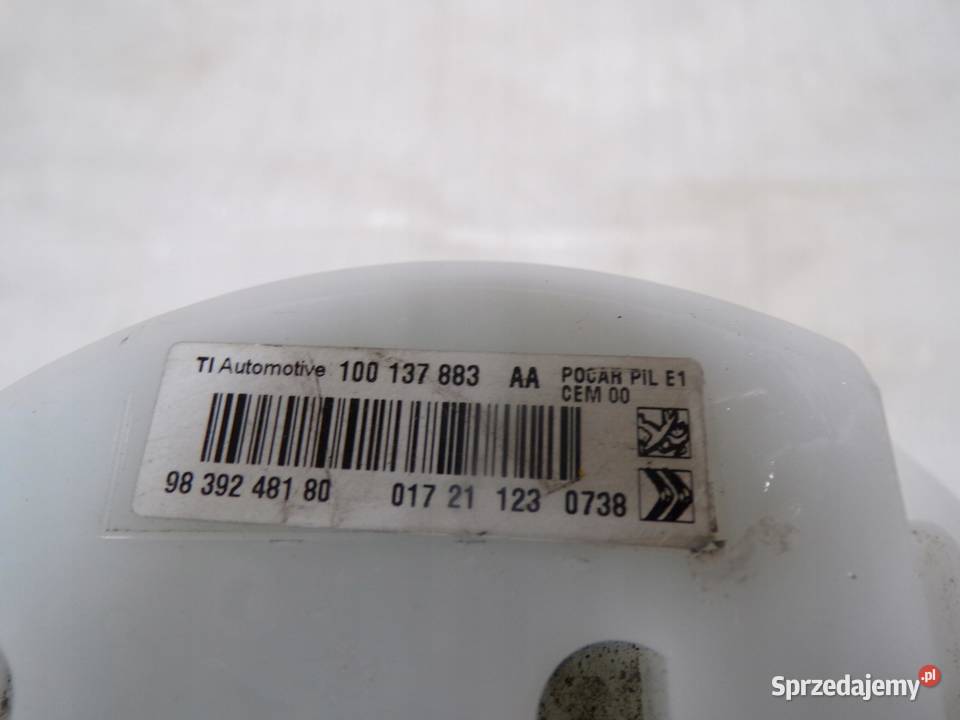 TI Automotive 100 137 883 AA POCAR PIL E1
CEM 00
98 392 481 80 017 21 123 0738
Sprzedajemy.pl